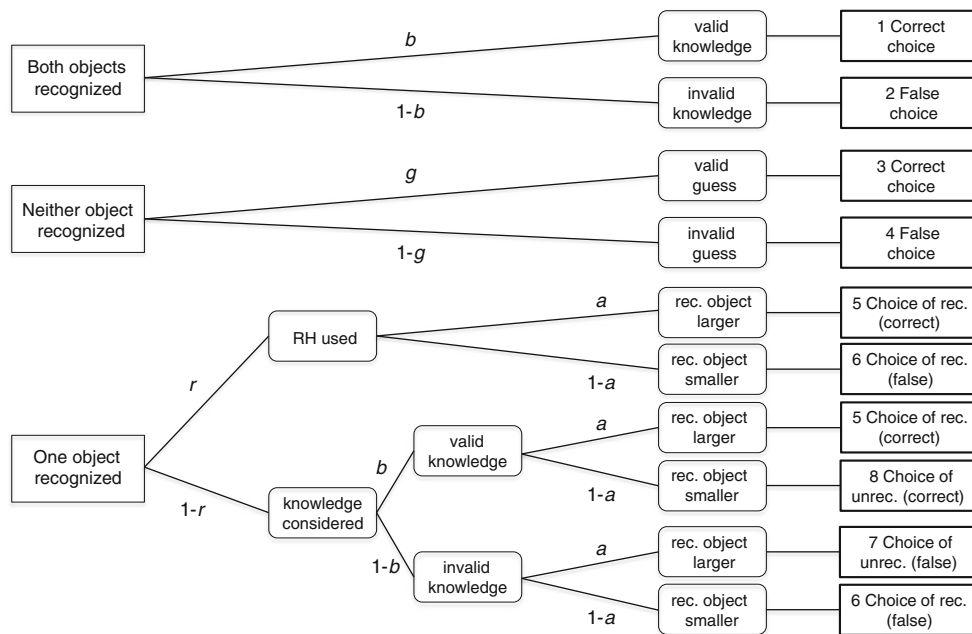 b
valid
knowledge
1 Correct
choice
Both objects
recognized
1-b
invalid
knowledge
2 False
choice
g
valid
guess
3 Correct
choice
Neither object
recognized
1-g
invalid
guess
4 False
choice
a
rec. object
larger
5 Choice of rec.
(correct)
RH used
1-a
rec. object
smaller
6 Choice of rec.
(false)
r
a
rec. object
larger
5 Choice of rec.
(correct)
valid
knowledge
b
One object
recognized
1-a
rec. object
smaller
8 Choice of
unrec. (correct)
1-r
knowledge
considered
a
rec. object
larger
7 Choice of
unrec. (false)
1-b
invalid
knowledge
1-a
rec. object
smaller
6 Choice of rec.
(false)